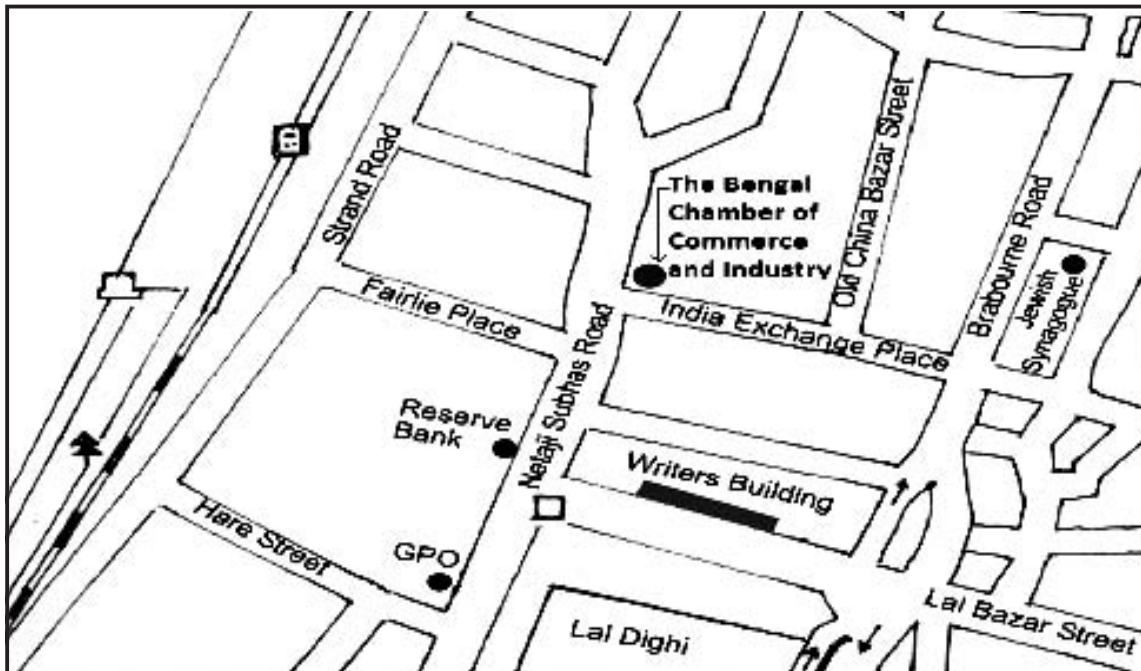 Strand Road
The Bengal
Chamber of
Commerce
and Industry
Old China Bazar Street
Brabourne Road
Jewish
Synagogue
Fairlie Place
India Exchange Place
Netaji Subhas Road
Reserve
Bank
Writers Building
Hare Street
GPO
Lal Dighi
Lal Bazar Street